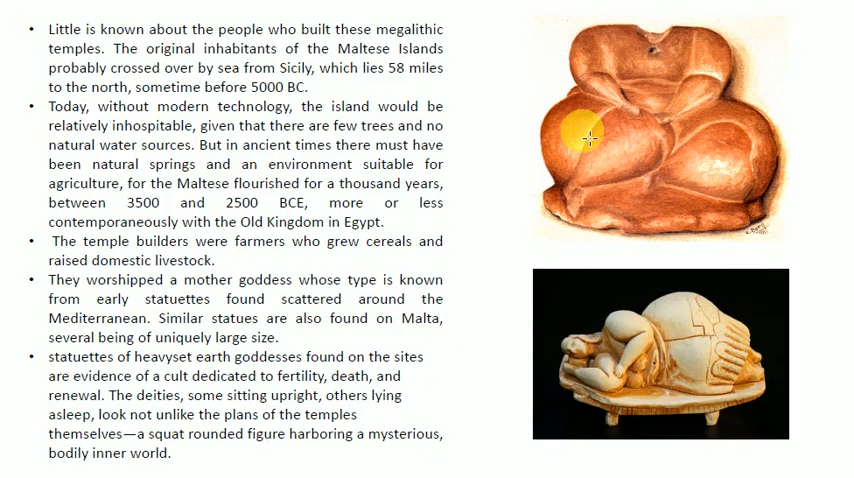 • Little is known about the people who built these megalithic
temples. The original inhabitants of the Maltese Islands
probably crossed over by sea from Sicily, which lies 58 miles
to the north, sometime before 5000 BC.
• Today, without modern technology, the island would be
relatively inhospitable, given that there are few trees and no
natural water sources. But in ancient times there must have
been natural springs and an environment suitable for
agriculture, for the Maltese flourished for a thousand years,
between 3500 and 2500 BCE, more or less
contemporaneously with the Old Kingdom in Egypt.
• The temple builders were farmers who grew cereals and
raised domestic livestock.
• They worshipped a mother goddess whose type is known
from early statuettes found scattered around the
Mediterranean. Similar statues are also found on Malta,
several being of uniquely large size.
• statuettes of heavyset earth goddesses found on the sites
are evidence of a cult dedicated to fertility, death, and
renewal. The deities, some sitting upright, others lying
asleep, look not unlike the plans of the temples
themselves—a squat rounded figure harboring a mysterious,
bodily inner world.